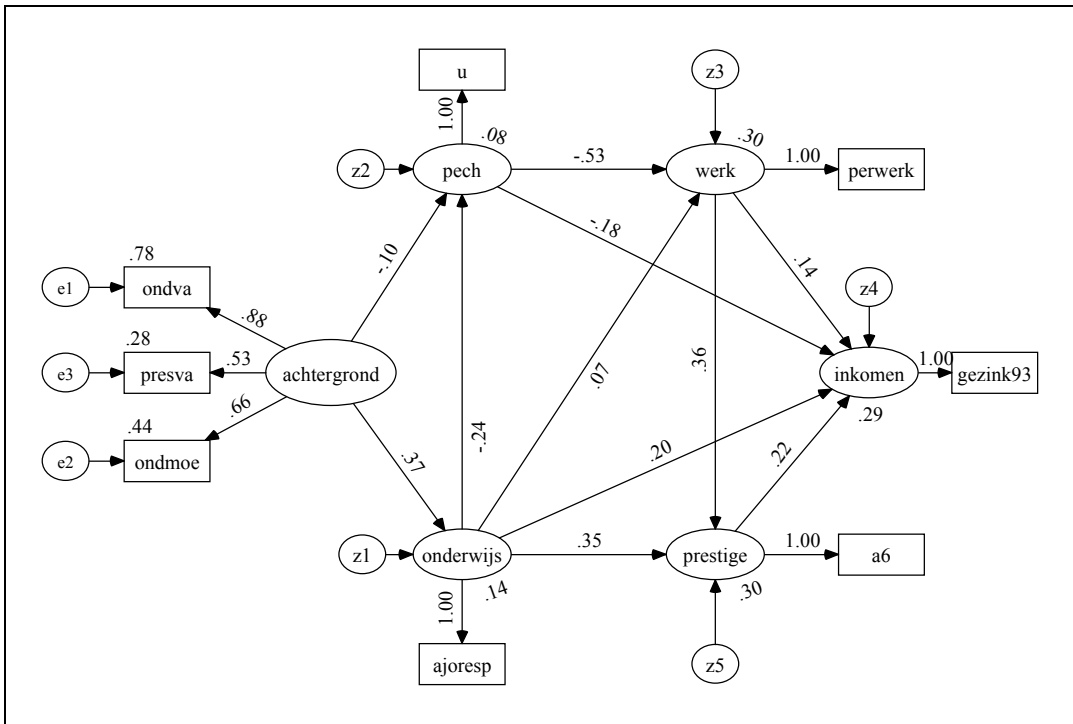 u
z3
1.00
.08
.30
z2
pech
-.53
werk
1.00
perwerk
-.18
.78
-.10
.14
e1
ondva
.88
z4
.28
.53
.07
.36
1.00
e3
presva
achtergrond
inkomen
gezink93
.66
.29
.44
-.24
.20
.22
e2
ondmoe
.37
z1
onderwijs
.35
prestige
1.00
a6
.14
.30
1.00
ajoresp
z5